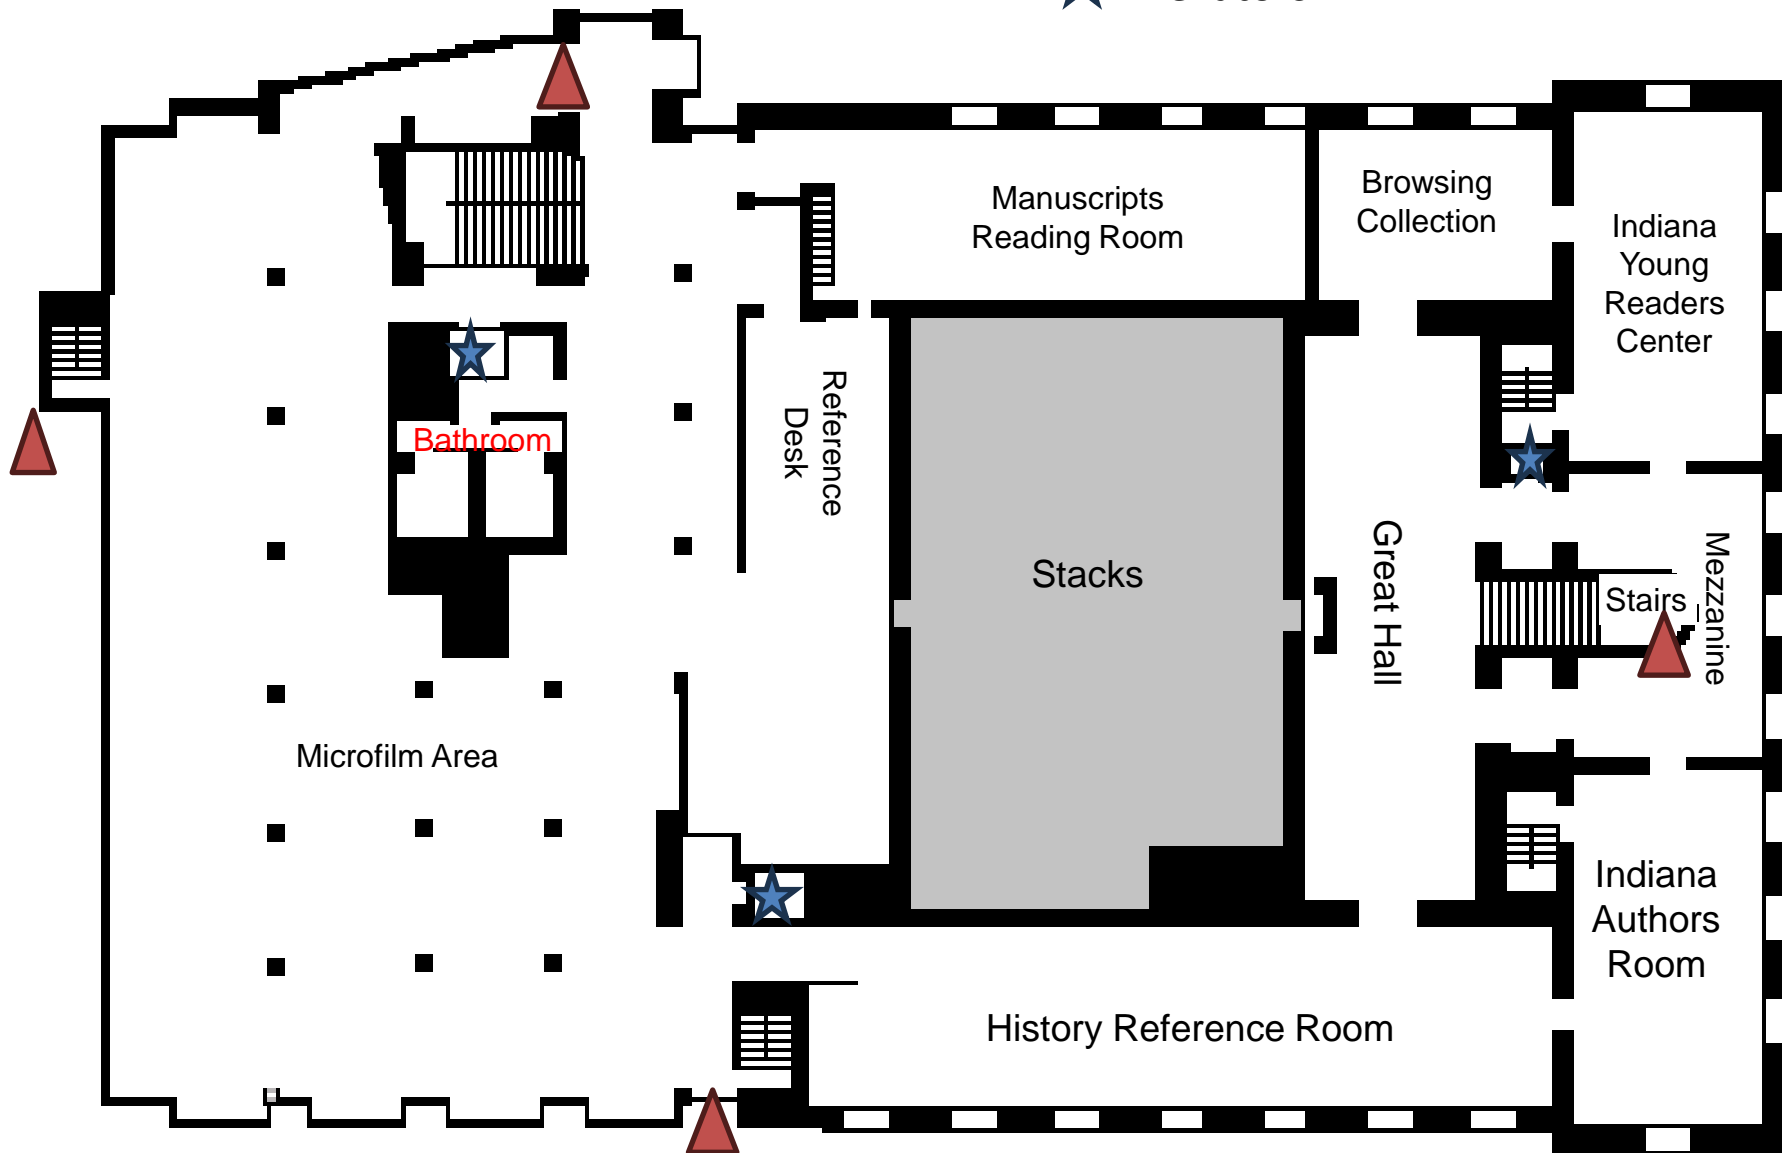 Manuscripts
Reading Room
Browsing
Collection
Indiana
Young
Readers
Center
Reference
Desk
Bathroom
Stacks
Great Hall
Stairs
Mezzanine
Microfilm Area
Indiana
Authors
Room
History Reference Room